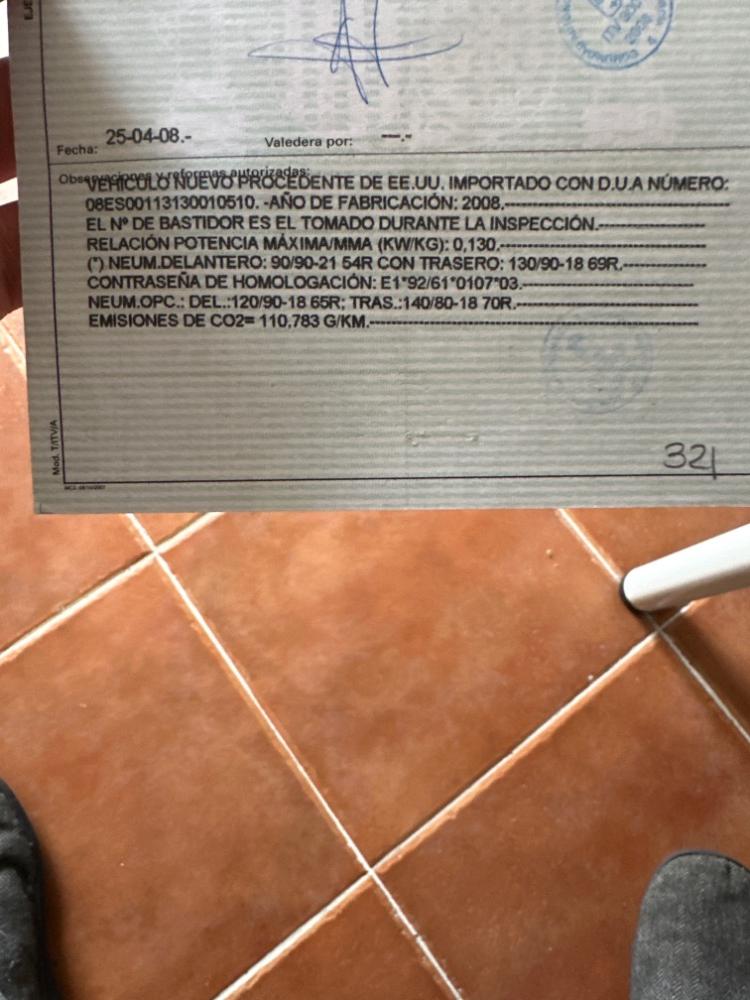 Fecha: 25-04-08.- Valedera por: —.-
Observaciones y reformas autorizadas:
VEHICULO NUEVO PROCEDENTE DE EE.UU. IMPORTADO CON D.U.A NÚMERO:
08ES00113130010510. -AÑO DE FABRICACIÓN: 2008.-
EL Nº DE BASTIDOR ES EL TOMADO DURANTE LA INSPECCIÓN.-
RELACIÓN POTENCIA MÁXIMA/MMA (KW/KG): 0,130.-
(*) NEUM.DELANTERO: 90/90-21 54R CON TRASERO: 130/90-18 69R.-
CONTRASEÑA DE HOMOLOGACIÓN: E1*92/61*0107*03.-
NEUM.OPC.: DEL.:120/90-18 65R; TRAS.:140/80-18 70R.-
EMISIONES DE CO2= 110,783 G/KM.-
321
Mod. T/ITV/A